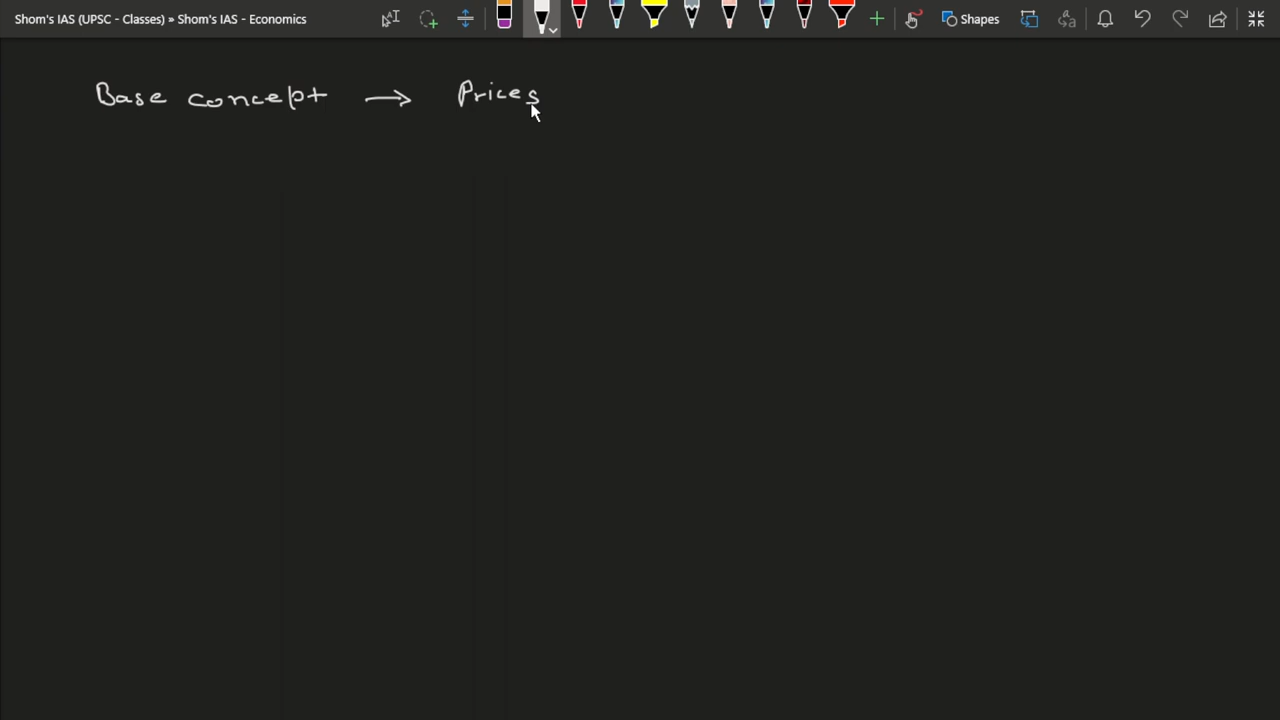 Shom's IAS (UPSC - Classes) » Shom's IAS - Economics
Shapes
Base concept → Prices